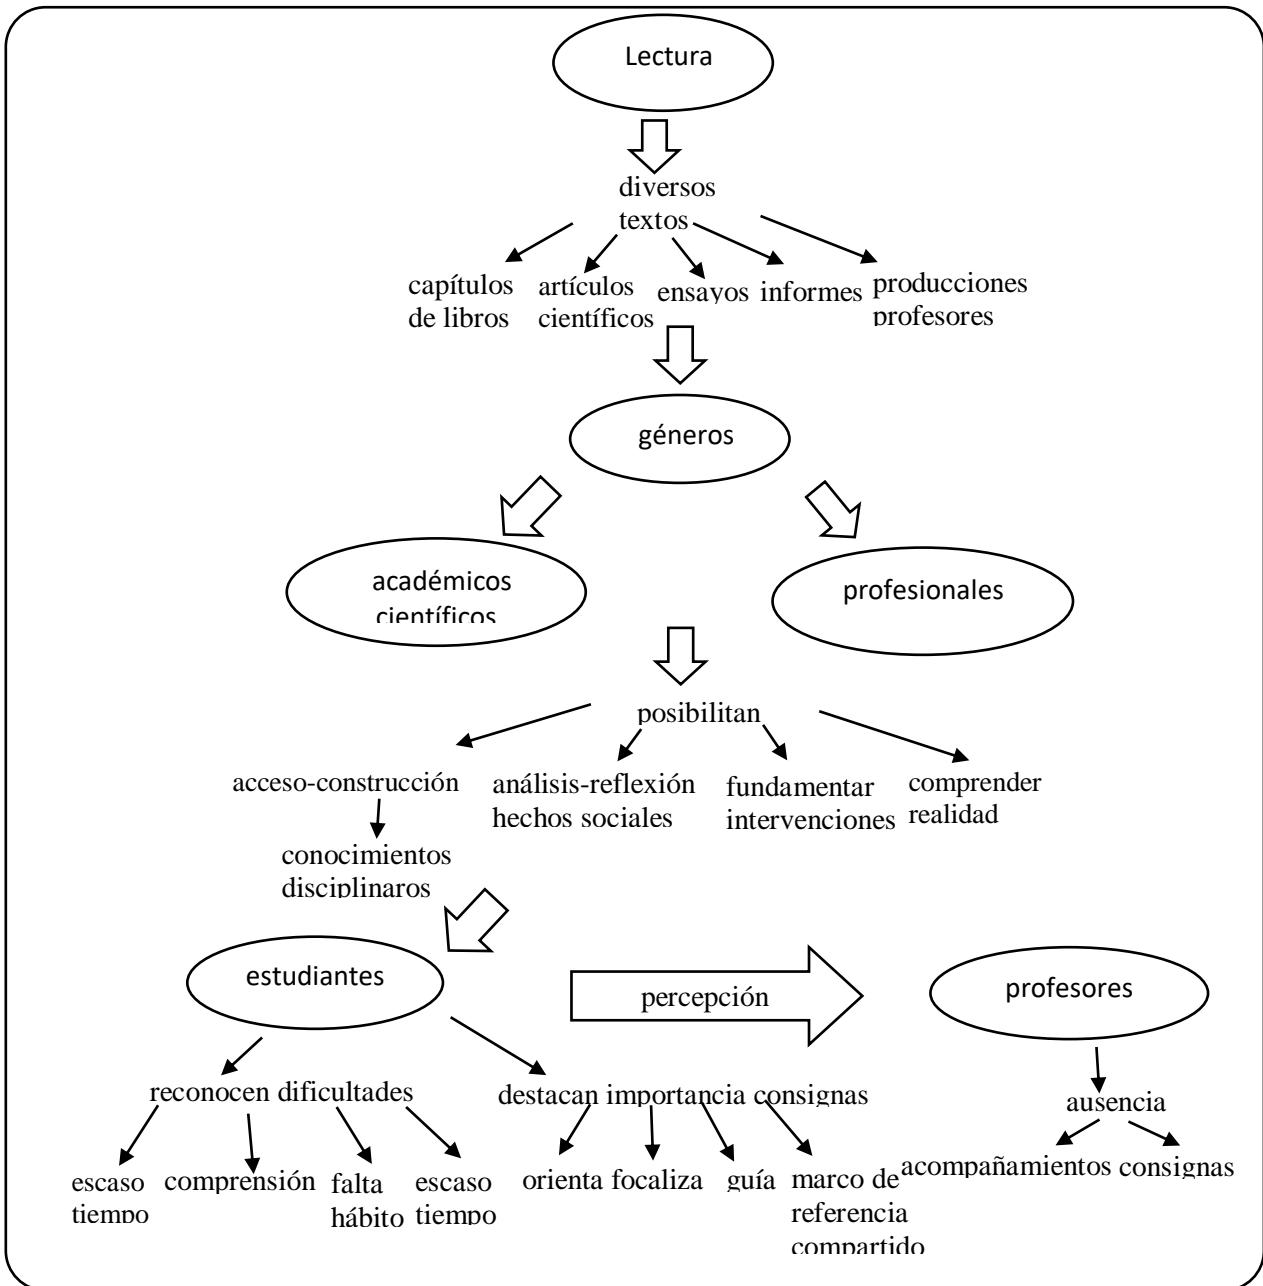 Lectura
diversos
textos
capítulos
de libros
artículos
científicos
ensayos
informes
producciones
profesores
géneros
académicos
científicos
profesionales
posibilitan
acceso-construcción
análisis-reflexión
hechos sociales
fundamentar
intervenciones
comprender
realidad
conocimientos
disciplinaros
estudiantes
percepción
profesores
reconocen dificultades
destacan importancia consignas
ausencia
escaso
tiempo
comprensión
falta
hábito
escaso
tiempo
orienta
focaliza
guía
marco de
referencia
compartido
acompañamientos
consignas